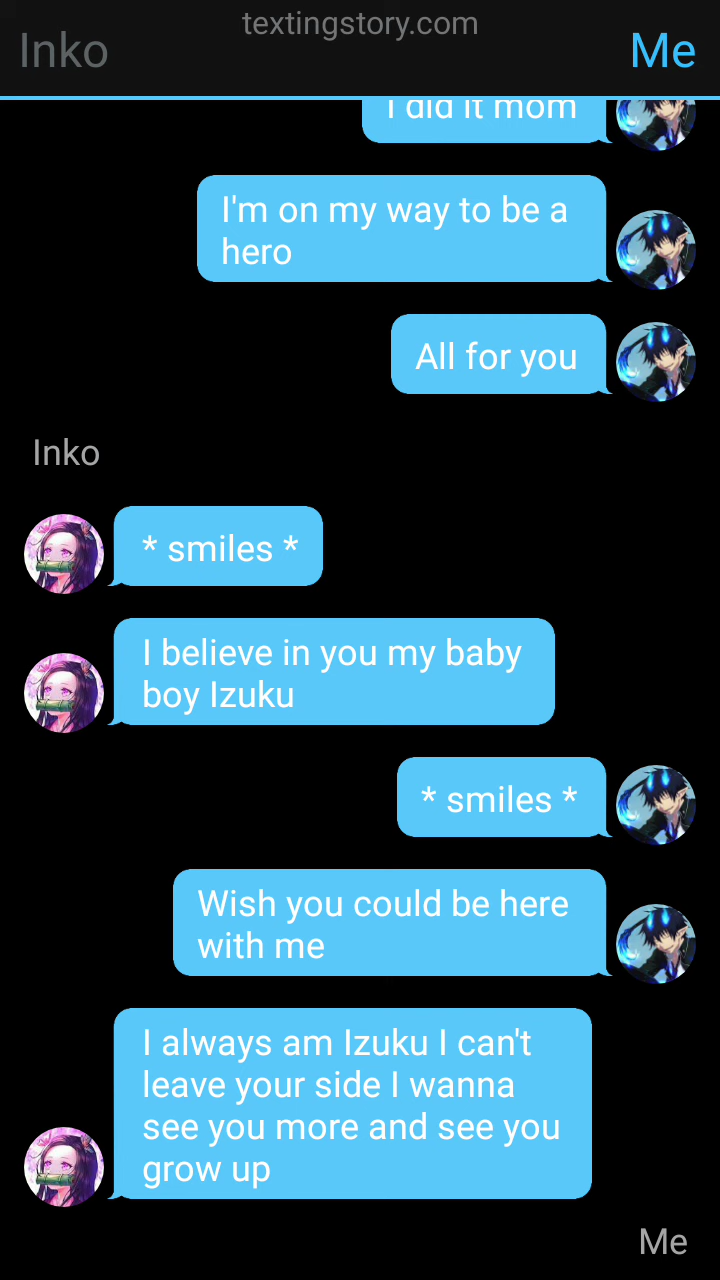 textingstory.com
Inko
Me
I did it mom
I'm on my way to be a
hero
All for you
Inko
* smiles *
I believe in you my baby
boy Izuku
* smiles *
Wish you could be here
with me
I always am Izuku I can't
leave your side I wanna
see you more and see you
grow up
Me